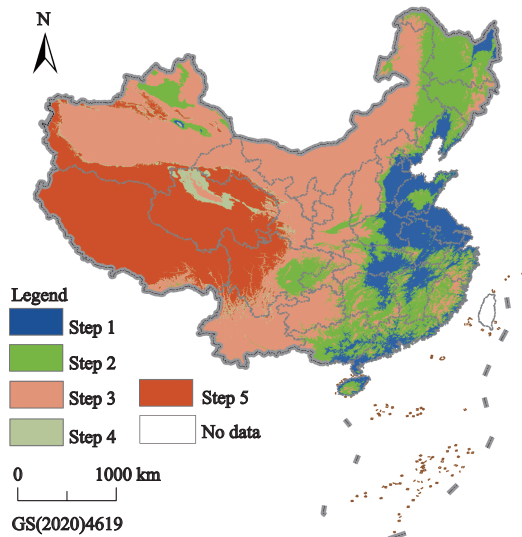 N
Legend
Step 1
Step 2
Step 3
Step 5
Step 4
No data
0 1000 km
GS(2020)4619